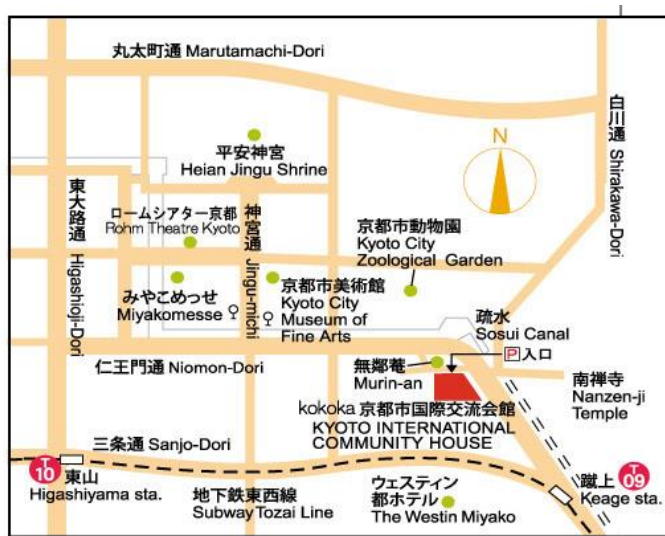 丸太町通 Marutamachi-Dori
白川通 Shirakawa-Dori
N
平安神宮
Heian Jingu Shrine
東大路通 Higashioji-Dori
ロームシアター京都
Rohm Theatre Kyoto
神宮通 Jingu-michi
京都市動物園
Kyoto City
Zoological Garden
みやこめっせ
Miyakomesse
京都市美術館
Kyoto City
Museum of
Fine Arts
疏水
Sosui Canal
P入口
仁王門通 Niomon-Dori
無鄰菴
Murin-an
南禅寺
Nanzen-ji
Temple
kokoka 京都市国際交流会館
KYOTO INTERNATIONAL
COMMUNITY HOUSE
三条通 Sanjo-Dori
T
10
東山
Higashiyama sta.
地下鉄東西線
Subway Tozai Line
ウェスティン
都ホテル
The Westin Miyako
蹴上
T
09
Keage sta.